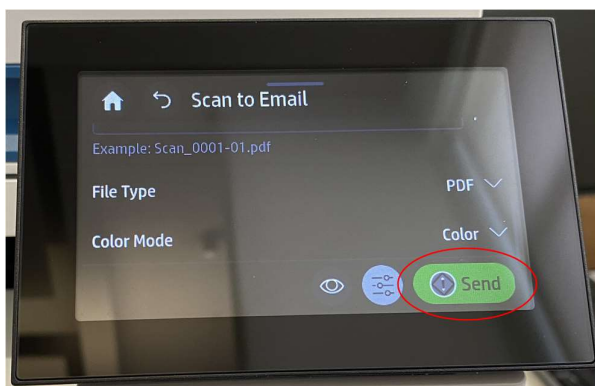 Scan to Email
Example: Scan_0001-01.pdf
File Type
PDF
Color Mode
Color
Send